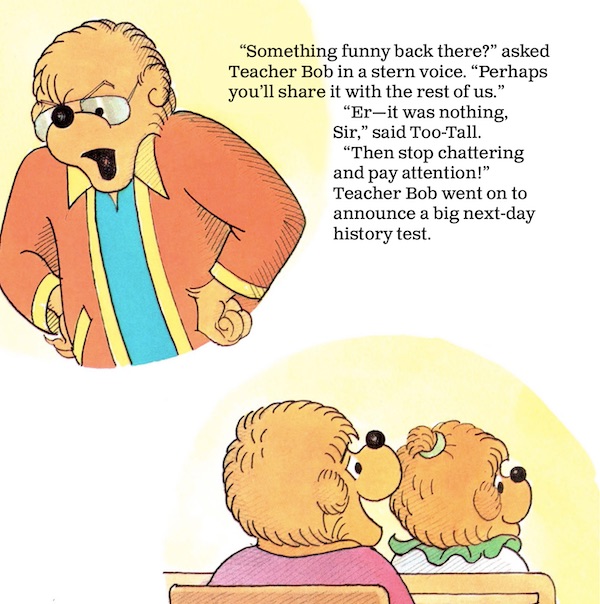 “Something funny back there?” asked
Teacher Bob in a stern voice. “Perhaps
you’ll share it with the rest of us.”
“Er—it was nothing,
Sir,” said Too-Tall.
“Then stop chattering
and pay attention!”
Teacher Bob went on to
announce a big next-day
history test.